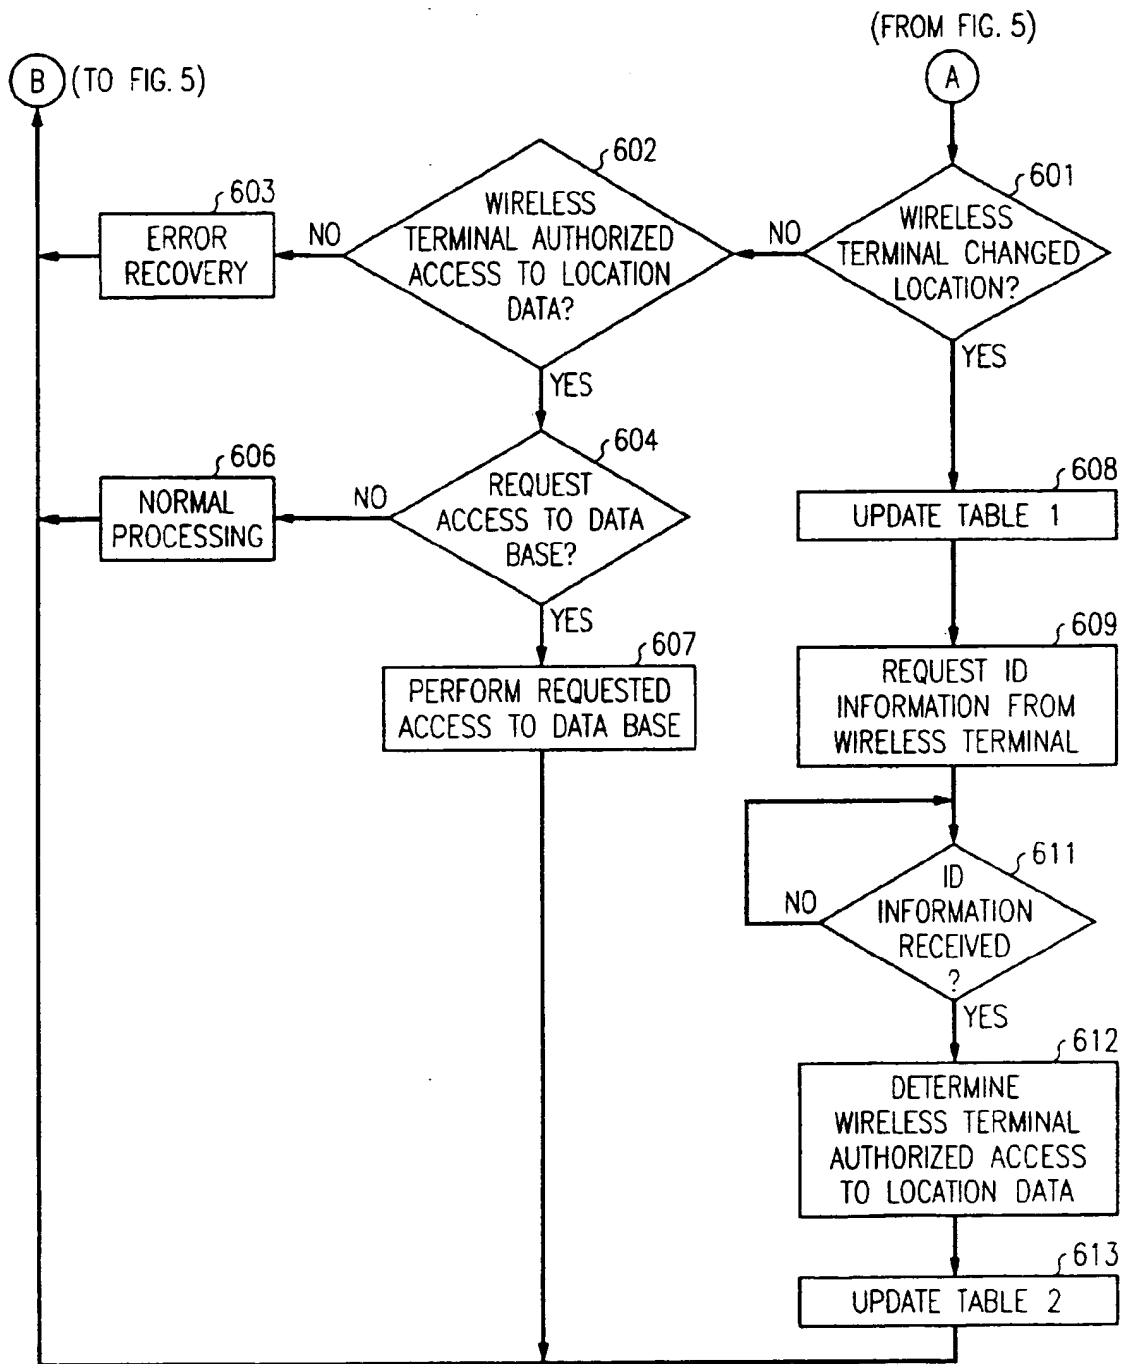 (FROM FIG. 5)
B (TO FIG. 5)
A
602
WIRELESS
TERMINAL AUTHORIZED
ACCESS TO LOCATION
DATA?
601
WIRELESS
TERMINAL CHANGED
LOCATION?
603
ERROR
RECOVERY
NO
NO
YES
YES
604
REQUEST
ACCESS TO DATA
BASE?
606
NORMAL
PROCESSING
NO
YES
608
UPDATE TABLE 1
607
PERFORM REQUESTED
ACCESS TO DATA BASE
609
REQUEST ID
INFORMATION FROM
WIRELESS TERMINAL
611
ID
INFORMATION
RECEIVED
?
NO
YES
612
DETERMINE
WIRELESS TERMINAL
AUTHORIZED ACCESS
TO LOCATION DATA
613
UPDATE TABLE 2